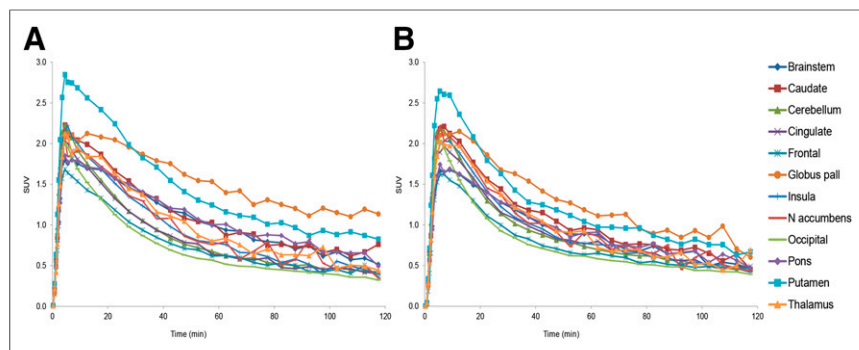 A
3.0
2.5
2.0
1.5
1.0
0.5
0.0
SUV
0
20
40
60
80
100
120
Time (min)
B
3.0
2.5
2.0
1.5
1.0
0.5
0.0
SUV
0
20
40
60
80
100
120
Time (min)
Brainstem
Caudate
Cerebellum
Cingulate
Frontal
Globus pall
Insula
N accumbens
Occipital
Pons
Putamen
Thalamus